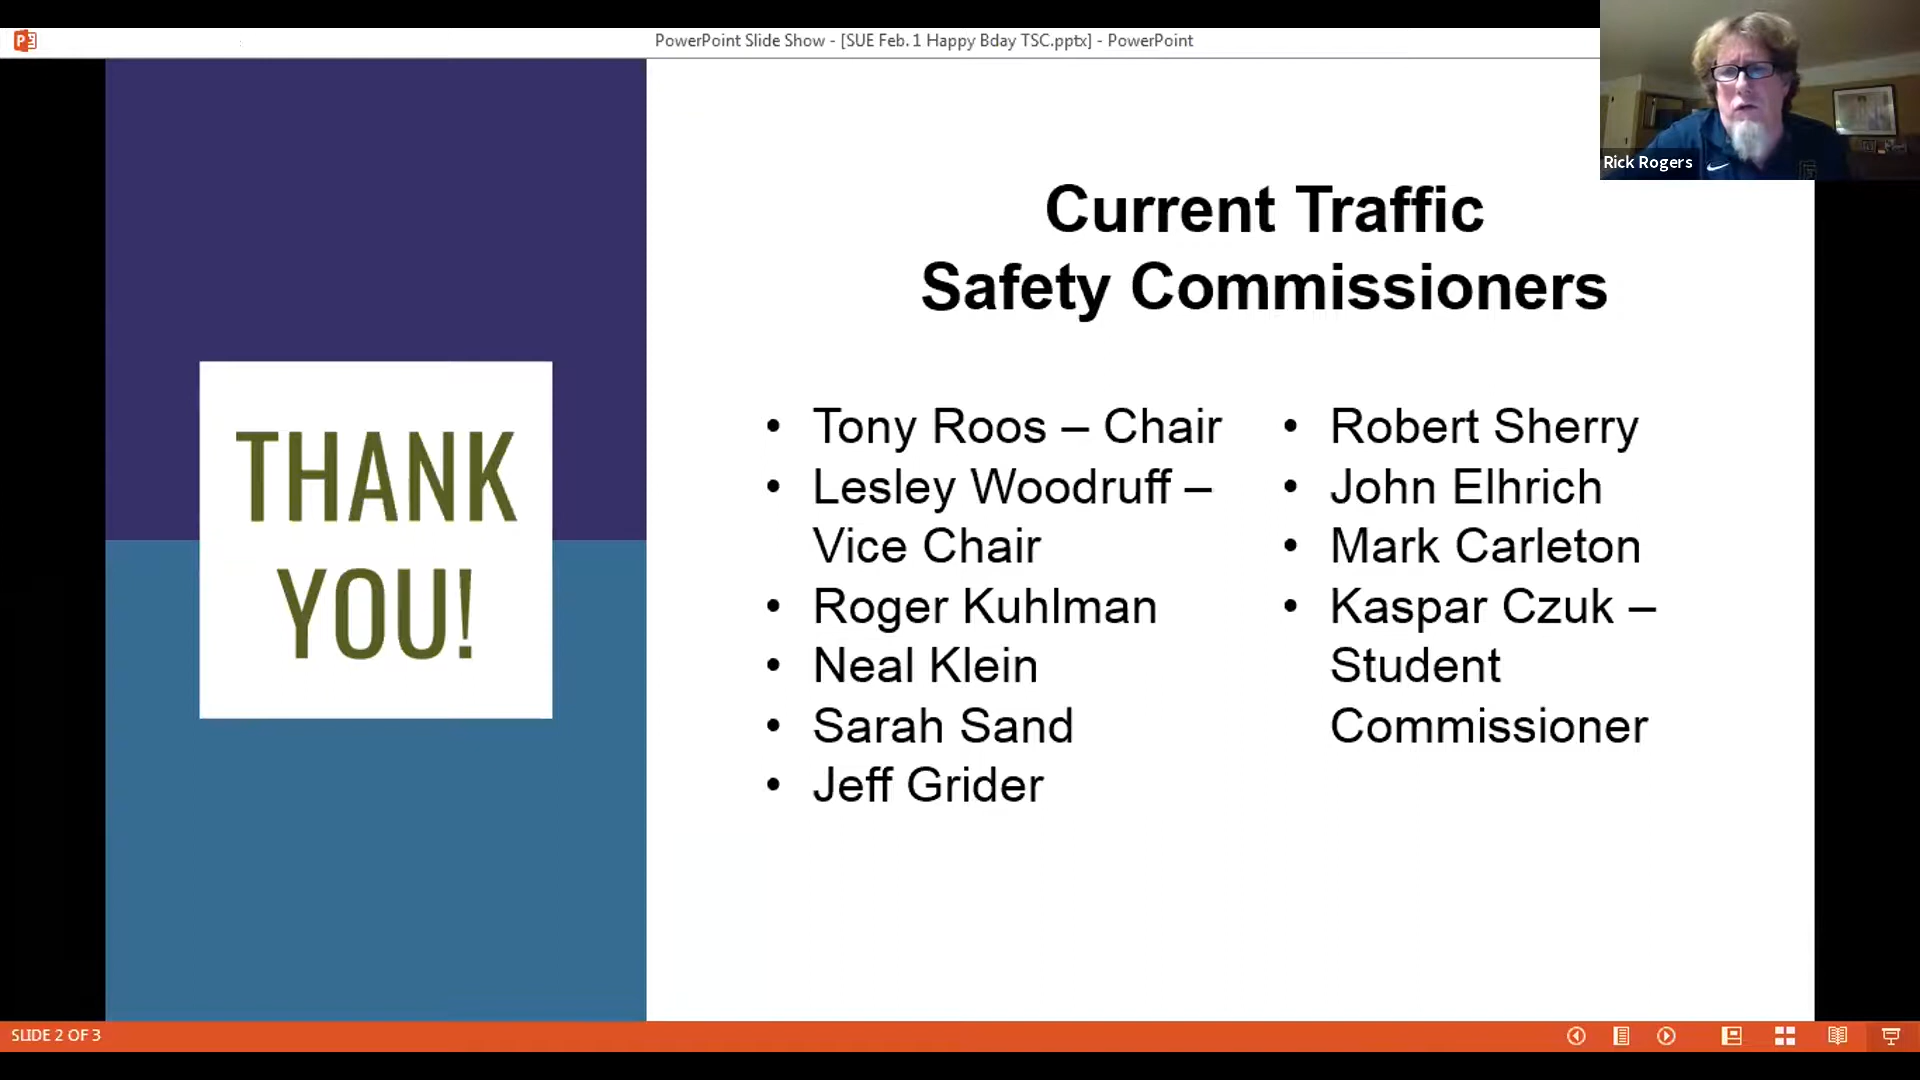 PowerPoint Slide Show - [SUE Feb. 1 Happy Bday TSC.pptx] - PowerPoint
Rick Rogers
Current Traffic
Safety Commissioners
THANK
YOU!
• Tony Roos – Chair
• Lesley Woodruff –
Vice Chair
• Roger Kuhlman
• Neal Klein
• Sarah Sand
• Jeff Grider
• Robert Sherry
• John Elhrich
• Mark Carleton
• Kaspar Czuk –
Student
Commissioner
SLIDE 2 OF 3